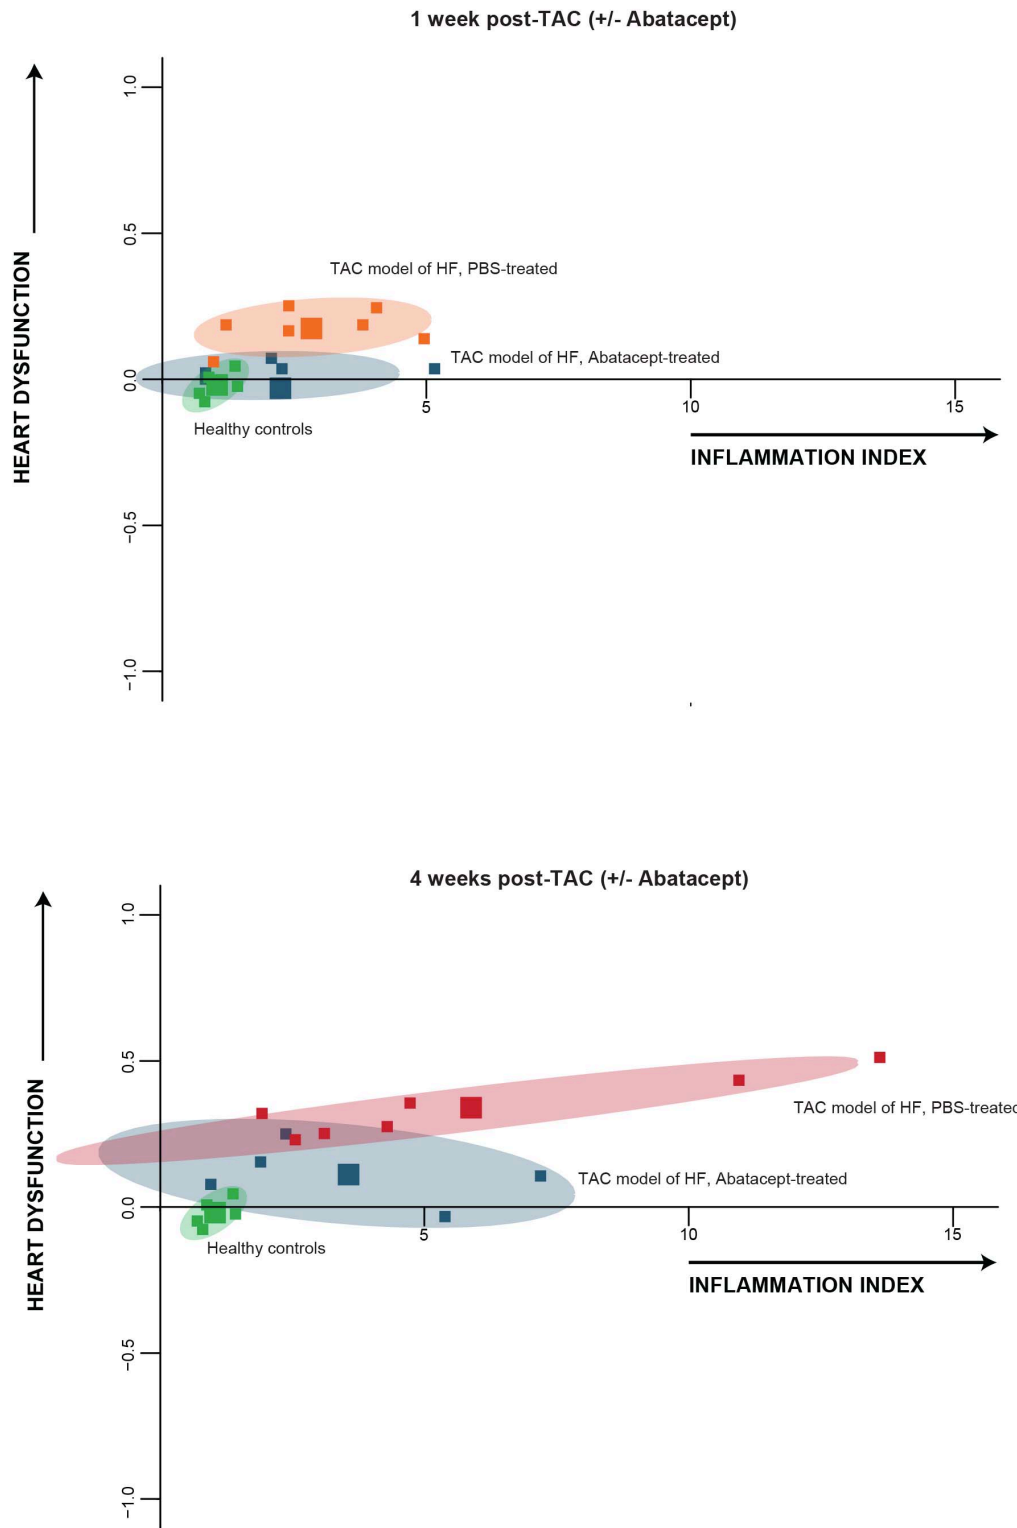 1 week post-TAC (+/- Abatacept)
HEART DYSFUNCTION
1.0
0.5
0.0
−0.5
−1.0
TAC model of HF, PBS-treated
TAC model of HF, Abatacept-treated
Healthy controls
5
10
15
INFLAMMATION INDEX
4 weeks post-TAC (+/- Abatacept)
HEART DYSFUNCTION
1.0
0.5
0.0
−0.5
−1.0
TAC model of HF, PBS-treated
TAC model of HF, Abatacept-treated
Healthy controls
5
10
15
INFLAMMATION INDEX